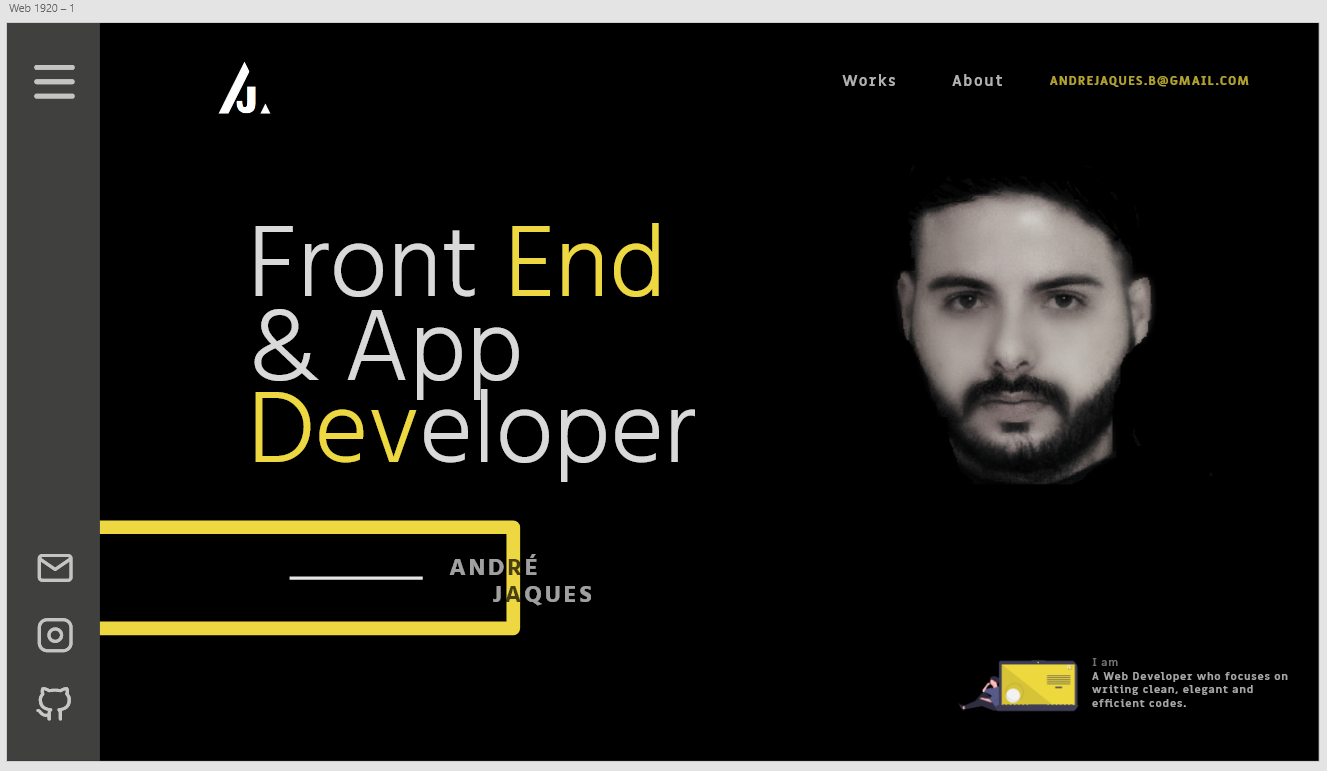 Web 1920 – 1
J.
Works About ANDREJAQUES.B@GMAIL.COM
Front End
& App
Developer
ANDRÉ
JAQUES
I am
A Web Developer who focuses on
writing clean, elegant and
efficient codes.